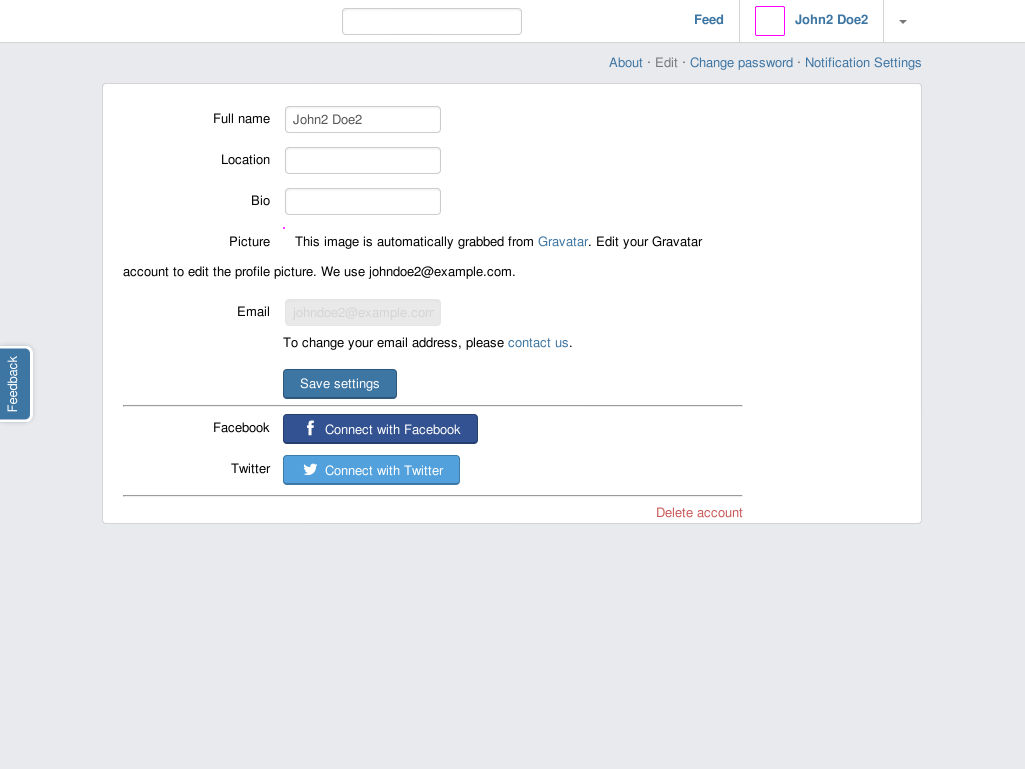 Feed
John2 Doe2
About · Edit · Change password · Notification Settings
Full name
John2 Doe2
Location
Bio
Picture
This image is automatically grabbed from Gravatar. Edit your Gravatar
account to edit the profile picture. We use johndoe2@example.com.
Email
johndoe2@example.com
To change your email address, please contact us.
Feedback
Save settings
Facebook
Connect with Facebook
Twitter
Connect with Twitter
Delete account